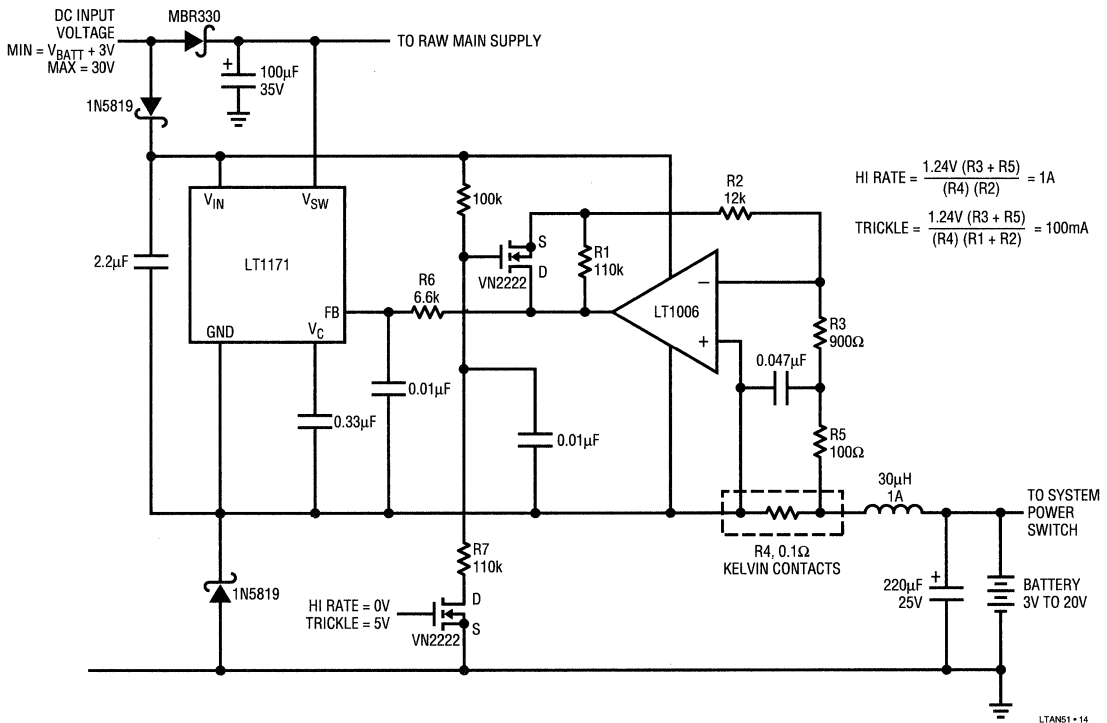 DC INPUT
VOLTAGE
MIN = VBATT + 3V
MAX = 30V
MBR330
TO RAW MAIN SUPPLY
+
100µF
35V
1N5819
VIN
VSW
LT1171
GND
VC
FB
2.2µF
0.33µF
0.01µF
R6
6.6k
100k
S
D
VN2222
R1
110k
R2
12k
LT1006
–
+
R3
900Ω
0.047µF
R5
100Ω
0.01µF
HI RATE = 1.24V (R3 + R5) / (R4) (R2) = 1A
TRICKLE = 1.24V (R3 + R5) / (R4) (R1 + R2) = 100mA
30µH
1A
TO SYSTEM
POWER
SWITCH
R4, 0.1Ω
KELVIN CONTACTS
1N5819
R7
110k
HI RATE = 0V
TRICKLE = 5V
D
S
VN2222
220µF
25V
+
BATTERY
3V TO 20V
LTAN51 • 14